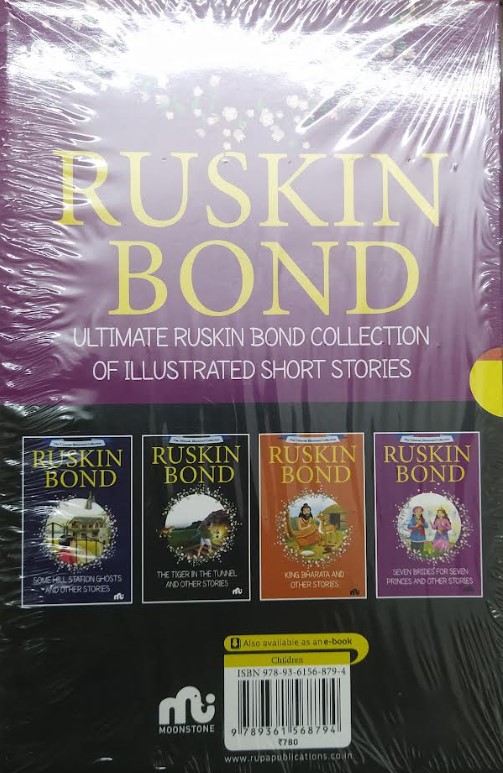 RUSKIN
BOND
ULTIMATE RUSKIN BOND COLLECTION
OF ILLUSTRATED SHORT STORIES
RUSKIN
BOND
SOME HILL STATION GHOSTS
AND OTHER STORIES
RUSKIN
BOND
THE TIGER IN THE TUNNEL
AND OTHER STORIES
RUSKIN
BOND
KING BHARATA AND
OTHER STORIES
RUSKIN
BOND
SEVEN BRIDES FOR SEVEN
PRINCES AND OTHER STORIES
Also available as an e-book
Children
ISBN 978-93-6156-879-4
9 789361 568794
₹780
MOONSTONE
www.rupapublications.co.in